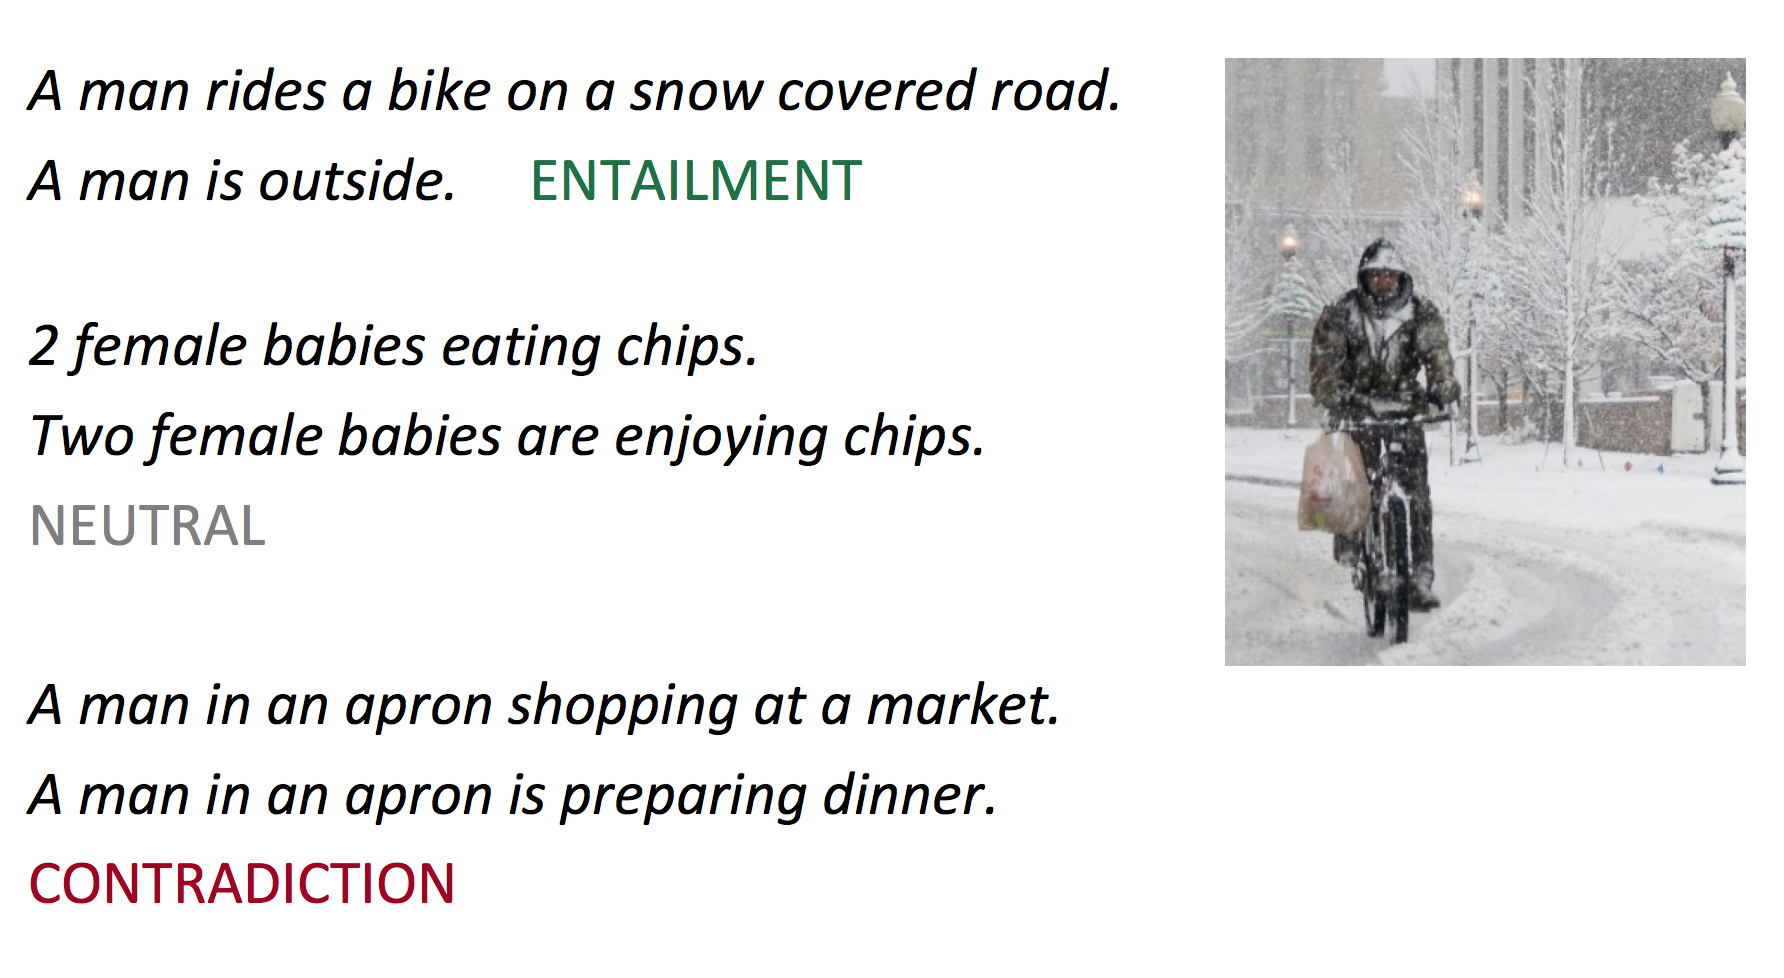 A man rides a bike on a snow covered road.
A man is outside. ENTAILMENT
2 female babies eating chips.
Two female babies are enjoying chips.
NEUTRAL
A man in an apron shopping at a market.
A man in an apron is preparing dinner.
CONTRADICTION